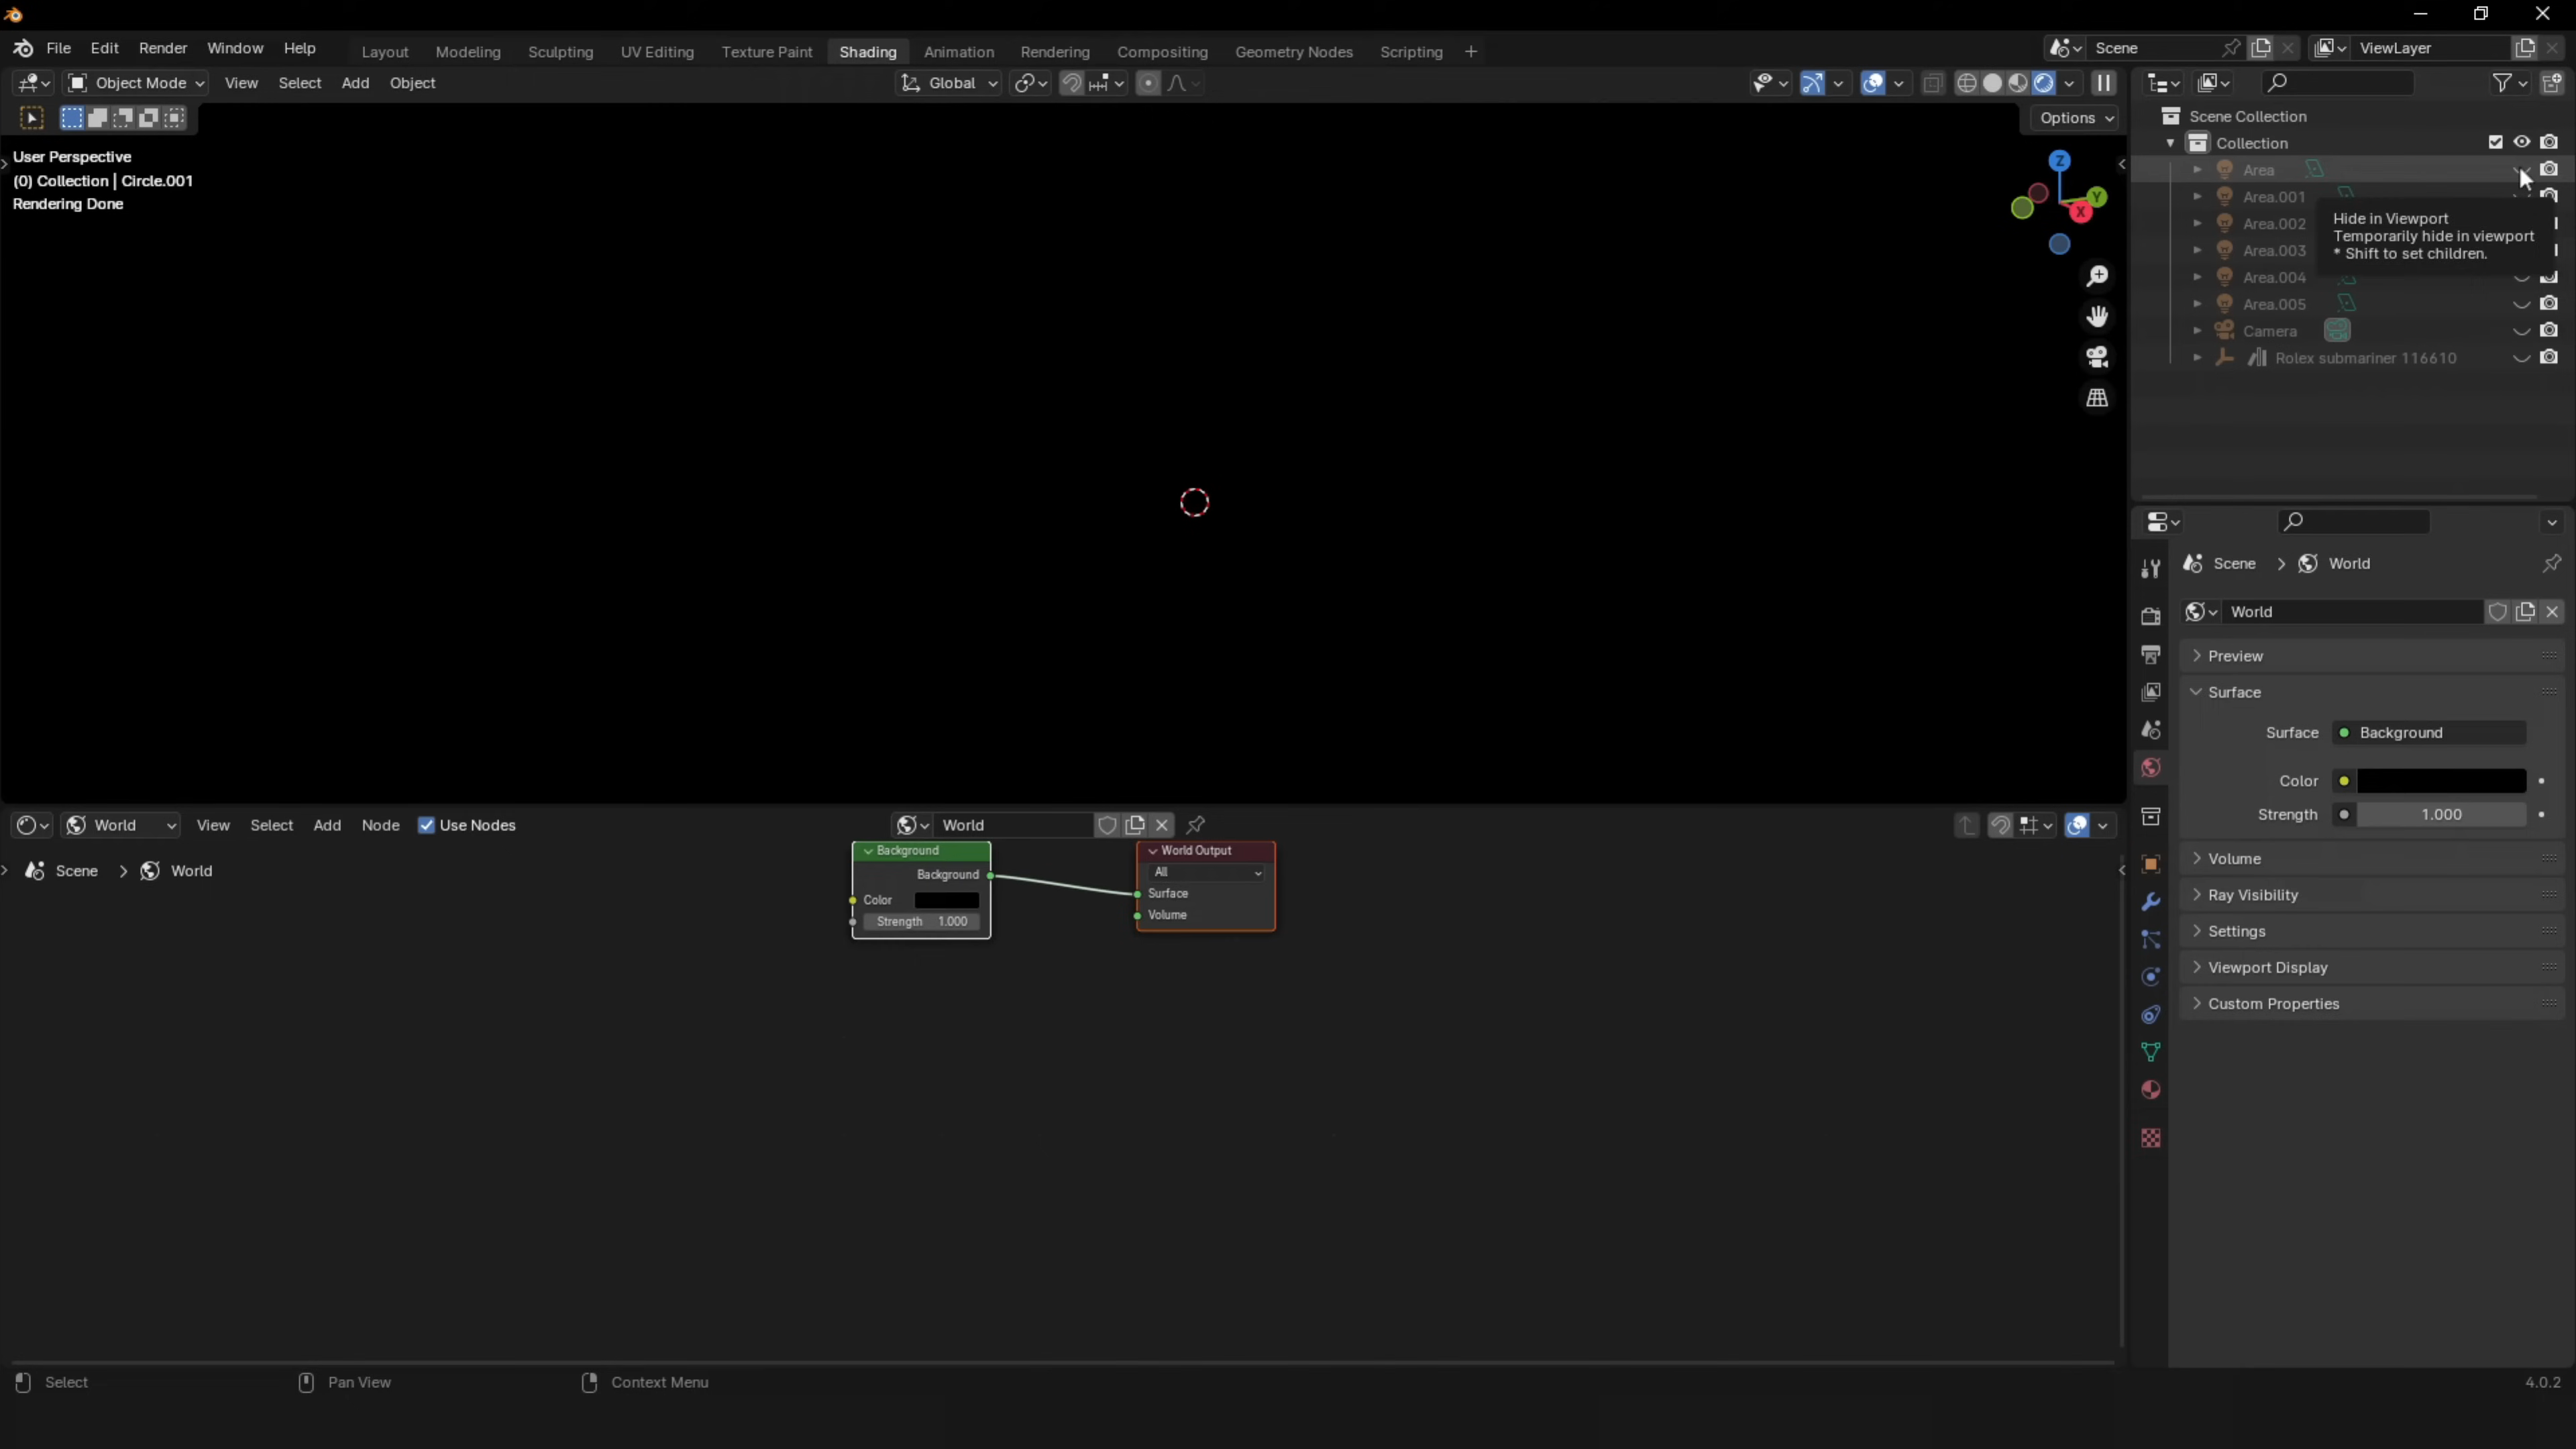 File Edit Render Window Help Layout Modeling Sculpting UV Editing Texture Paint Shading Animation Rendering Compositing Geometry Nodes Scripting + Scene ViewLayer
Object Mode View Select Add Object Global
Options
User Perspective
(0) Collection | Circle.001
Rendering Done
Z
Y
X
Scene Collection
Collection
Area
Area.001
Area.002
Area.003
Area.004
Area.005
Camera
Rolex submariner 116610
Hide in Viewport
Temporarily hide in viewport
* Shift to set children.
Scene > World
World
Preview
Surface
Surface Background
Color
Strength 1.000
Volume
Ray Visibility
Settings
Viewport Display
Custom Properties
World View Select Add Node Use Nodes World
Scene > World
Background
Background
Color
Strength 1.000
World Output
All
Surface
Volume
Select Pan View Context Menu 4.0.2